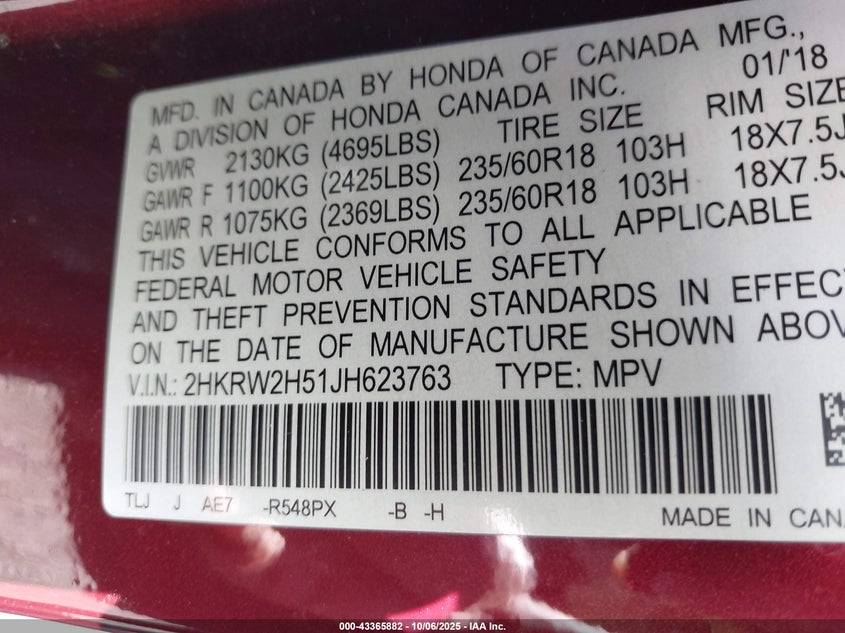 MFD. IN CANADA BY HONDA OF CANADA MFG.,
A DIVISION OF HONDA CANADA INC. 01/'18
GVWR 2130KG (4695LBS) TIRE SIZE RIM SIZE
GAWR F 1100KG (2425LBS) 235/60R18 103H 18X7.5J
GAWR R 1075KG (2369LBS) 235/60R18 103H 18X7.5J
THIS VEHICLE CONFORMS TO ALL APPLICABLE
FEDERAL MOTOR VEHICLE SAFETY
AND THEFT PREVENTION STANDARDS IN EFFECT
ON THE DATE OF MANUFACTURE SHOWN ABOV
V.I.N.: 2HKRW2H51JH623763 TYPE: MPV
TLJ J AE7 -R548PX -B -H
MADE IN CANA
000-43365882 - 10/06/2025 - IAA Inc.